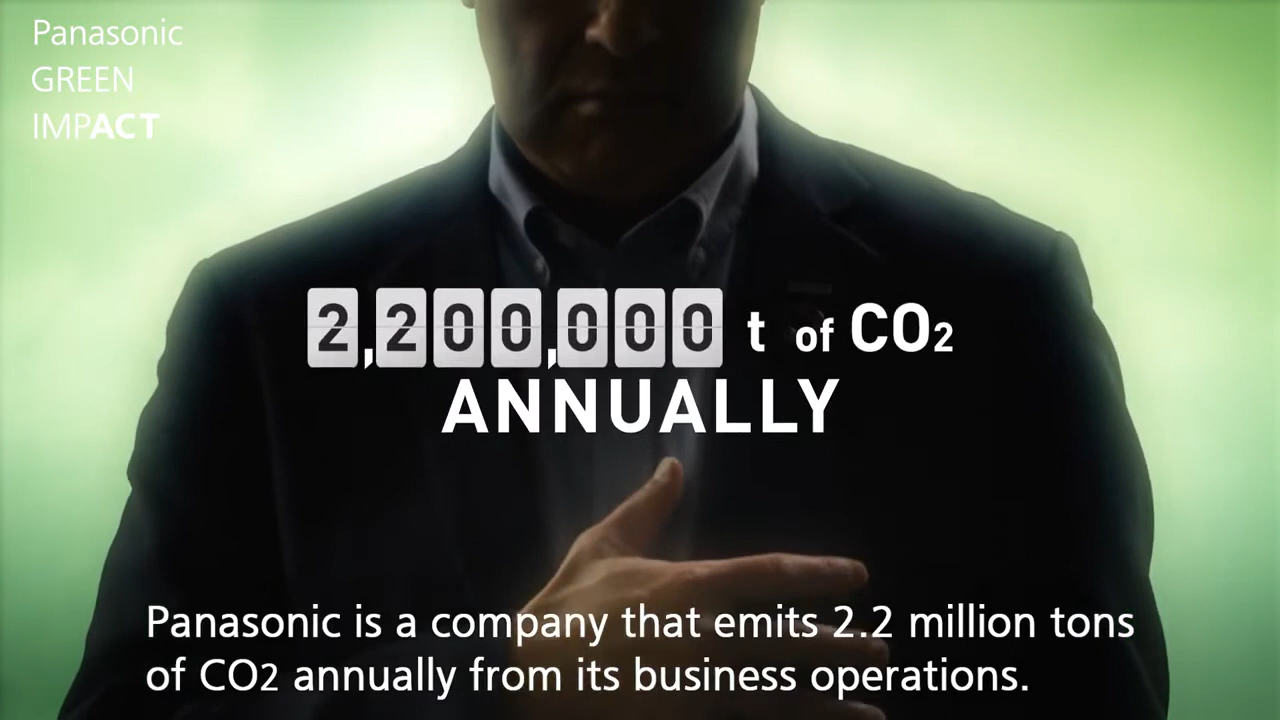 Panasonic
GREEN
IMPACT
2,200,000 t of CO2
ANNUALLY
Panasonic is a company that emits 2.2 million tons
of CO2 annually from its business operations.